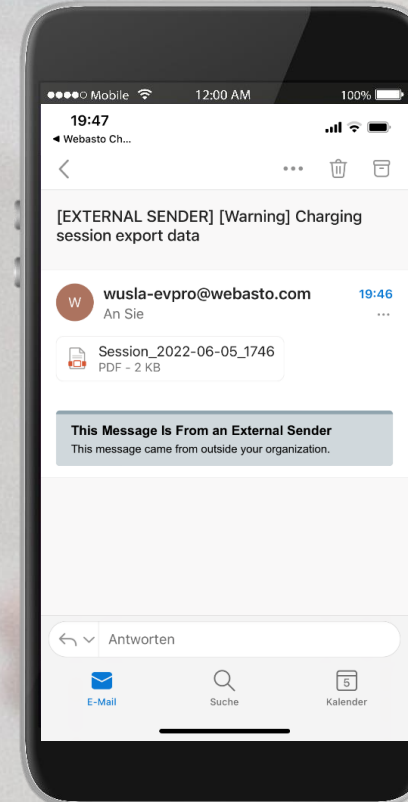 Mobile 12:00 AM 100%
19:47
◄ Webasto Ch...
[EXTERNAL SENDER] [Warning] Charging
session export data
W
wusla-evpro@webasto.com 19:46
An Sie
Session_2022-06-05_1746
PDF - 2 KB
This Message Is From an External Sender
This message came from outside your organization.
Antworten
5
E-Mail Suche Kalender